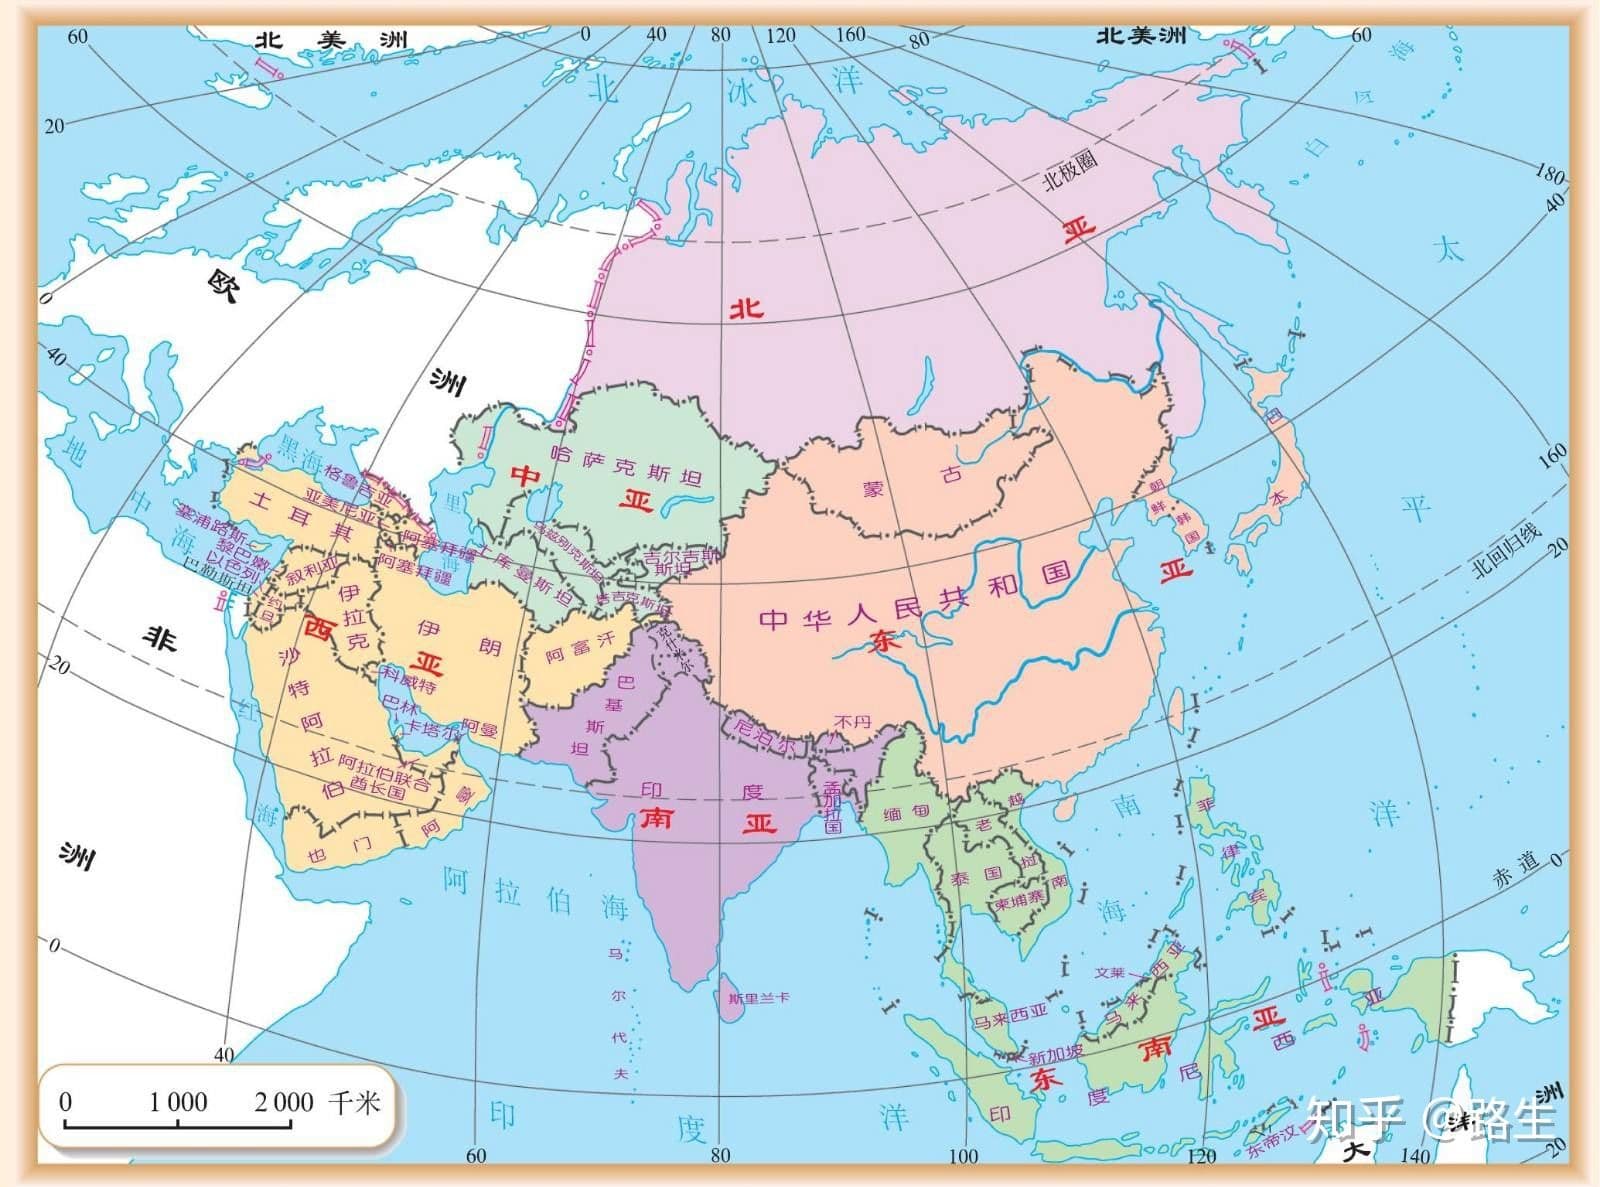 北美洲
北美洲
60
0
40
80
120
160
80
60
20
0
40
20
0
40
60
80
100
120
140
20
0
20
160
40
180
北冰洋
白令海
太平洋
北极圈
北回归线
赤道
欧洲
非洲
大洋洲
地中海
黑海
里海
红海
阿拉伯海
印度洋
南海
北亚
中亚
西亚
东亚
南亚
东南亚
哈萨克斯坦
乌兹别克斯坦
土库曼斯坦
吉尔吉斯斯坦
塔吉克斯坦
格鲁吉亚
亚美尼亚
阿塞拜疆
阿塞拜疆
土耳其
塞浦路斯
黎巴嫩
以色列
巴勒斯坦
叙利亚
约旦
伊拉克
伊朗
阿富汗
科威特
巴林
卡塔尔
阿曼
沙特阿拉伯
阿拉伯联合酋长国
也门
阿曼
克什米尔
巴基斯坦
印度
尼泊尔
不丹
孟加拉国
斯里兰卡
马尔代夫
蒙古
中华人民共和国
朝鲜
韩国
日本
缅甸
老挝
越南
泰国
柬埔寨
菲律宾
文莱
马来西亚
马来西亚
新加坡
印度尼西亚
东帝汶
0
1 000
2 000 千米
知乎 @路生